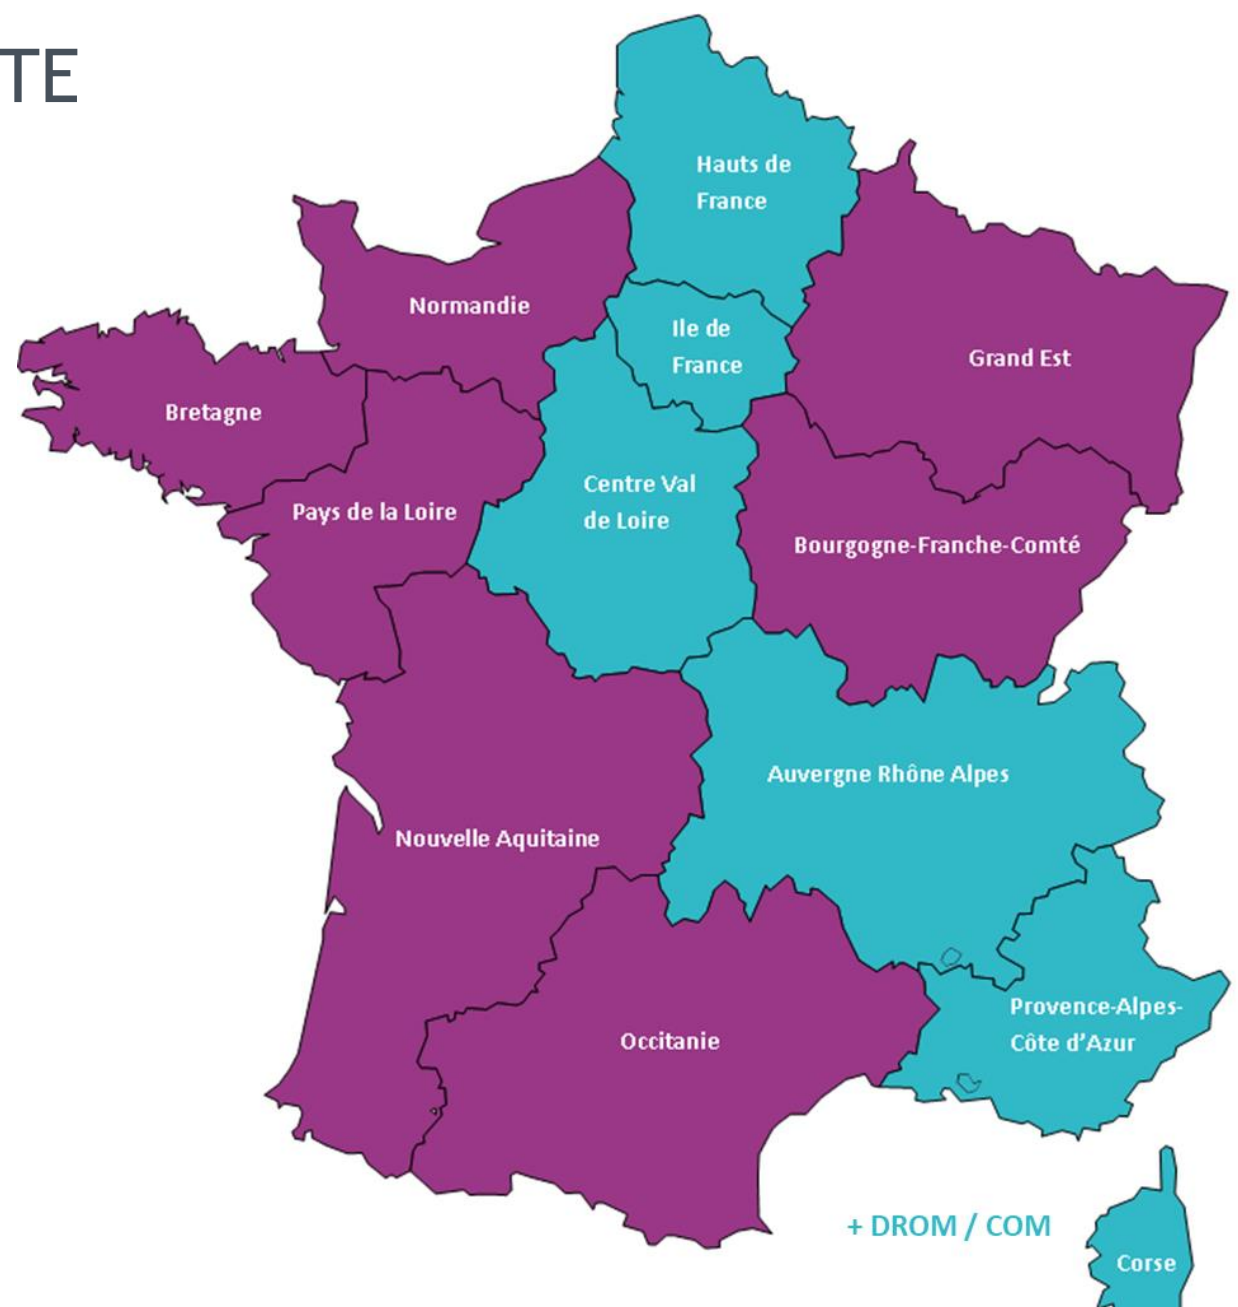 TE
Hauts de
France
Normandie
Ile de
France
Grand Est
Bretagne
Centre Val
de Loire
Pays de la Loire
Bourgogne-Franche-Comté
Auvergne Rhône Alpes
Nouvelle Aquitaine
Provence-Alpes-
Côte d'Azur
Occitanie
+ DROM / COM
Corse